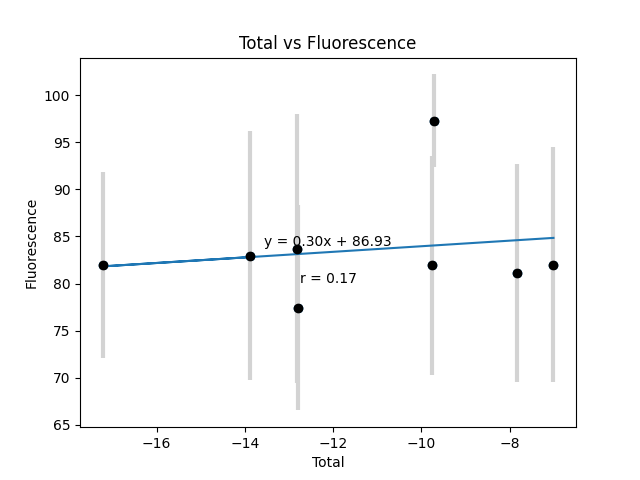 Total vs Fluorescence
Fluorescence
100
95
90
85
80
75
70
65
y = 0.30x + 86.93
r = 0.17
−16
−14
−12
−10
−8
Total